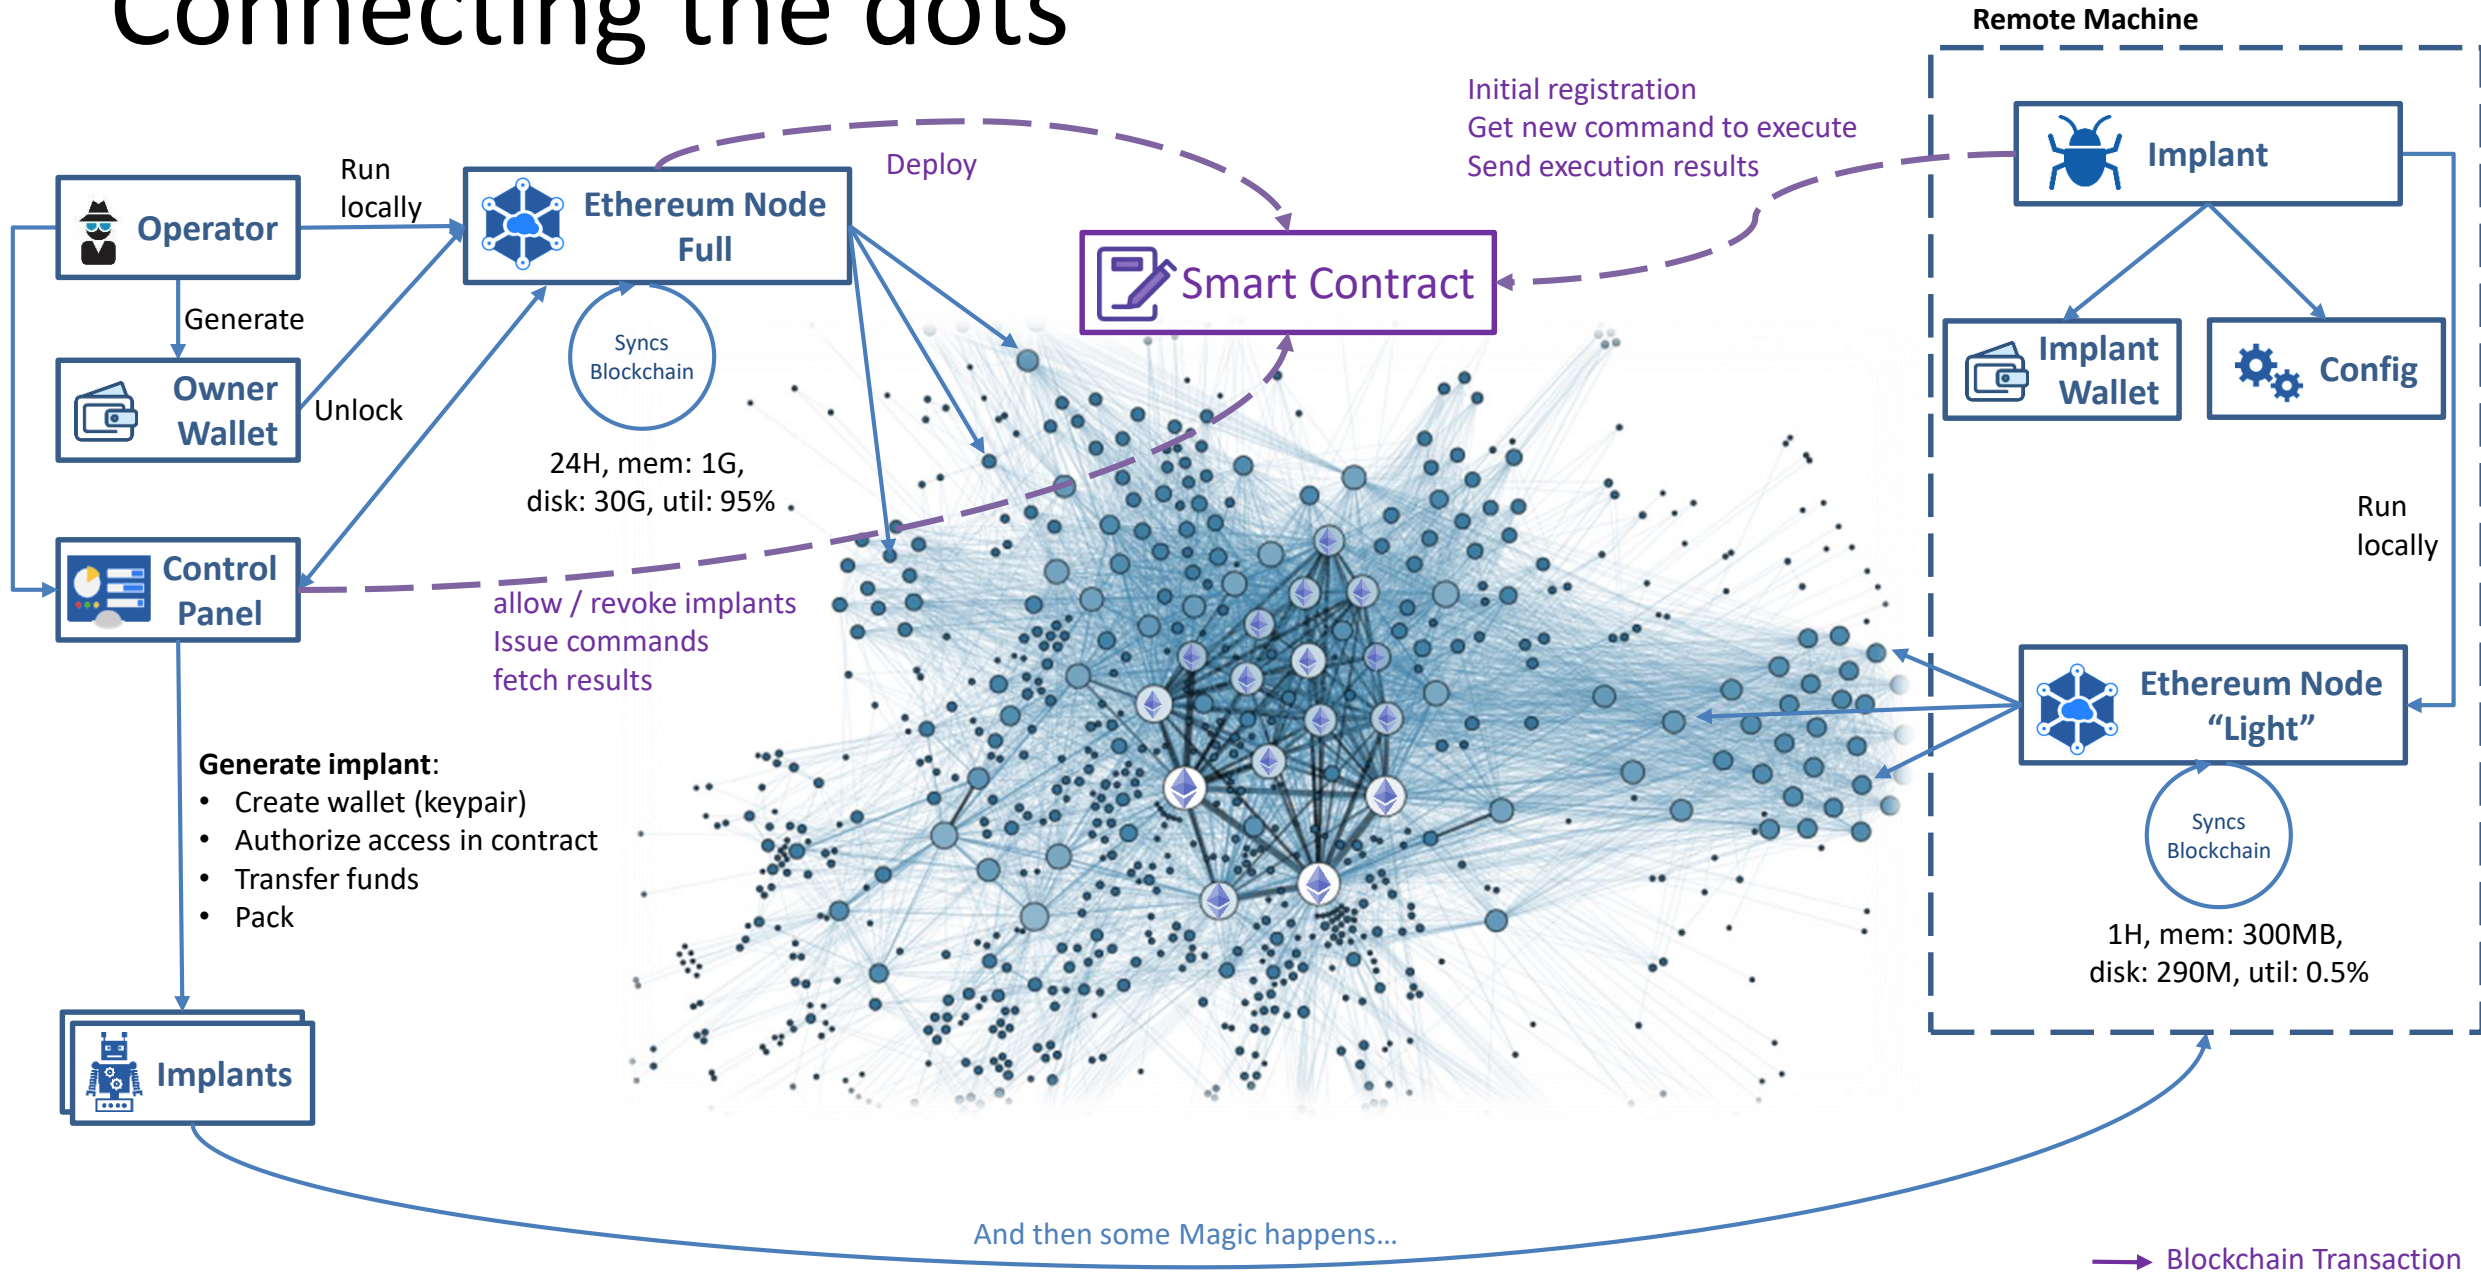 Connecting the dots
Remote Machine
Initial registration
Get new command to execute
Send execution results
Implant
Run
locally
Deploy
Operator
Ethereum Node
Full
Smart Contract
Generate
Syncs
Blockchain
Implant
Wallet
Config
Owner
Wallet
Unlock
24H, mem: 1G,
disk: 30G, util: 95%
Run
locally
Control
Panel
allow / revoke implants
Issue commands
fetch results
Ethereum Node
“Light”
Generate implant:
• Create wallet (keypair)
• Authorize access in contract
• Transfer funds
• Pack
Syncs
Blockchain
1H, mem: 300MB,
disk: 290M, util: 0.5%
Implants
And then some Magic happens...
Blockchain Transaction